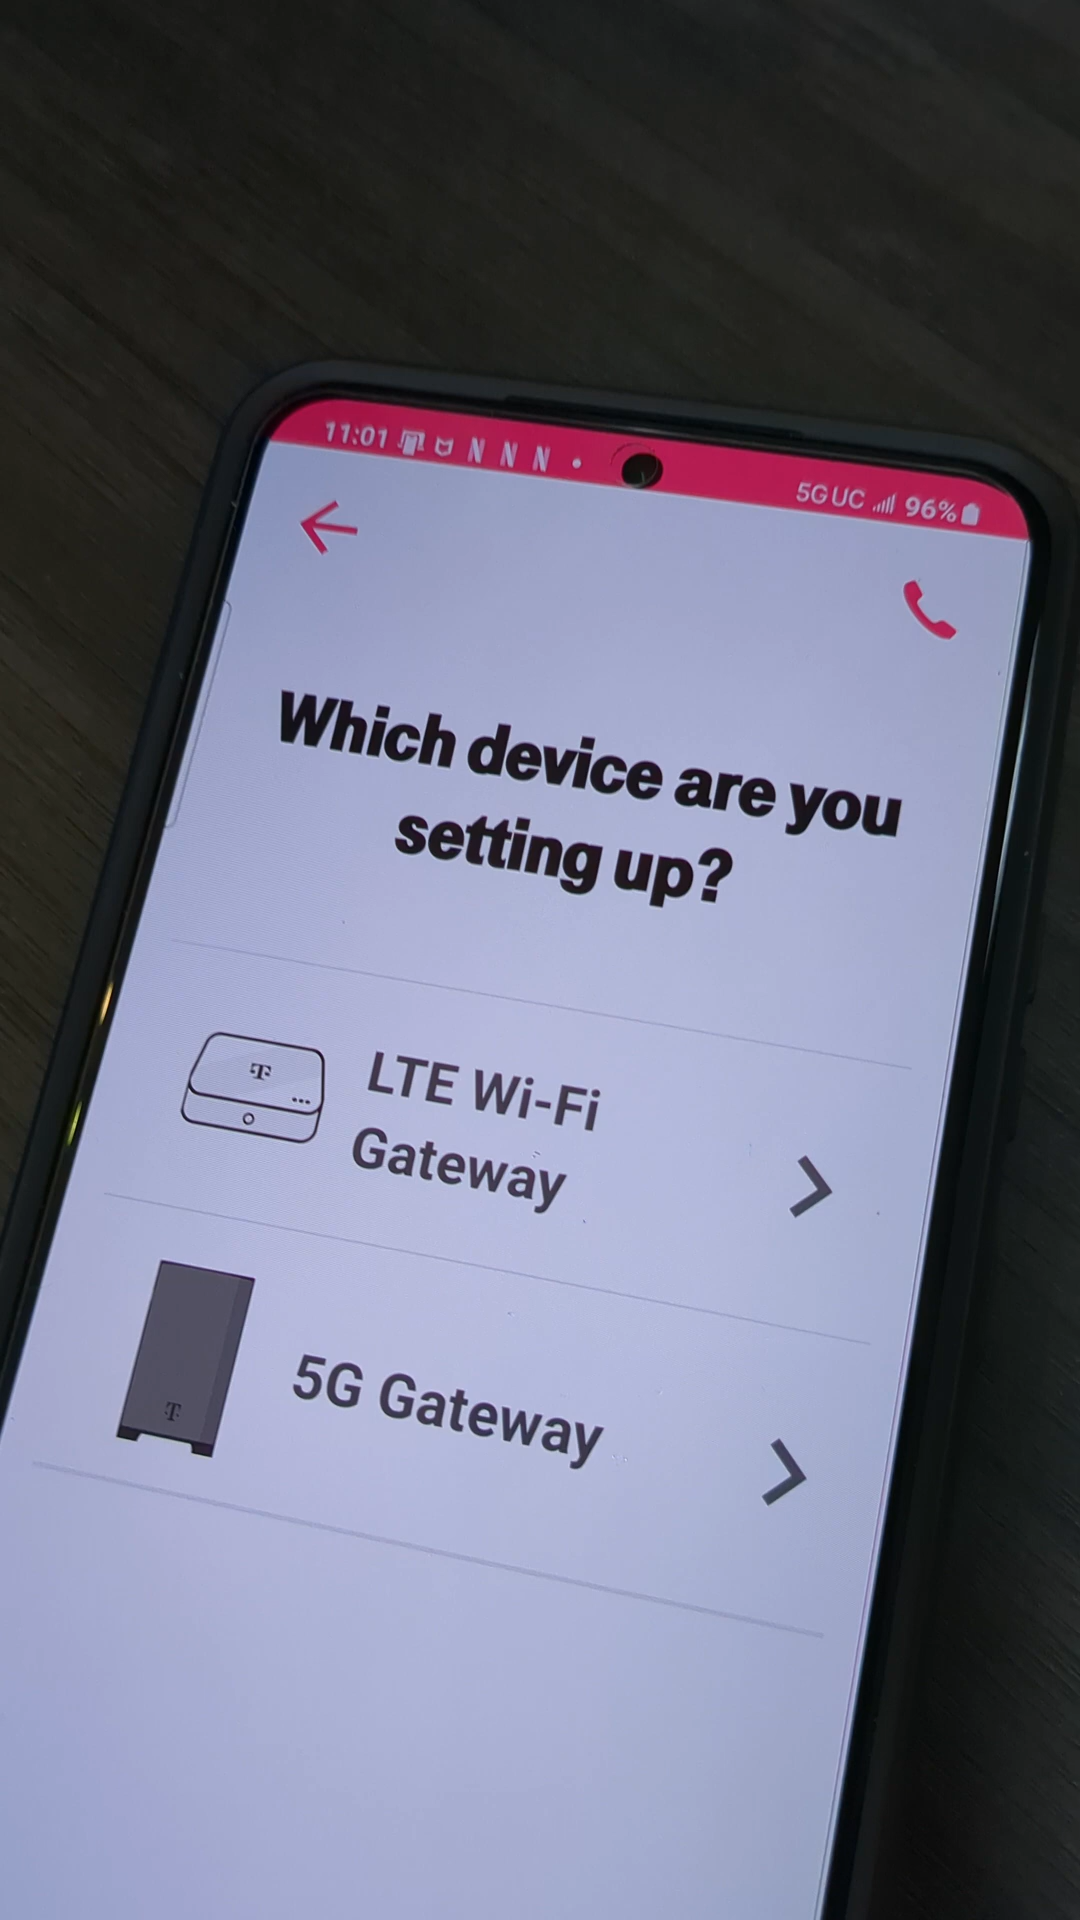 11:01 N N N 5G UC 96%
Which device are you
setting up?
T
LTE Wi-Fi
Gateway
T
5G Gateway